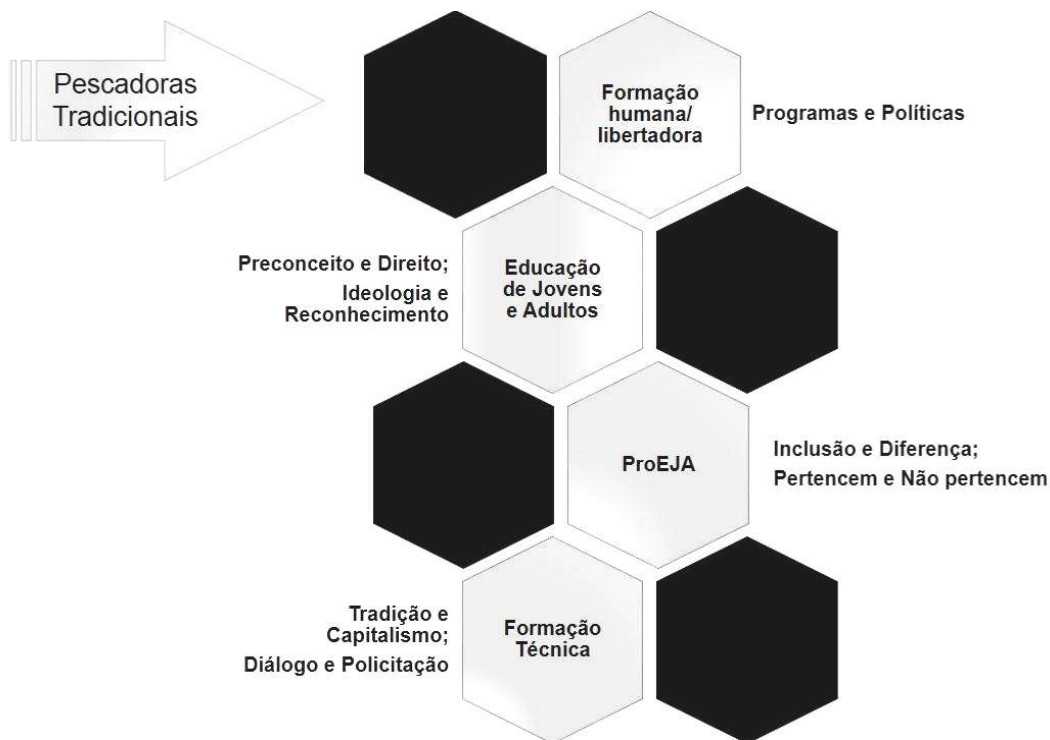 Pescadoras
Tradicionais
Formação
humana/
libertadora
Programas e Políticas
Preconceito e Direito;
Ideologia e
Reconhecimento
Educação
de Jovens
e Adultos
ProEJA
Inclusão e Diferença;
Pertencem e Não pertencem
Tradição e
Capitalismo;
Diálogo e Policitação
Formação
Técnica